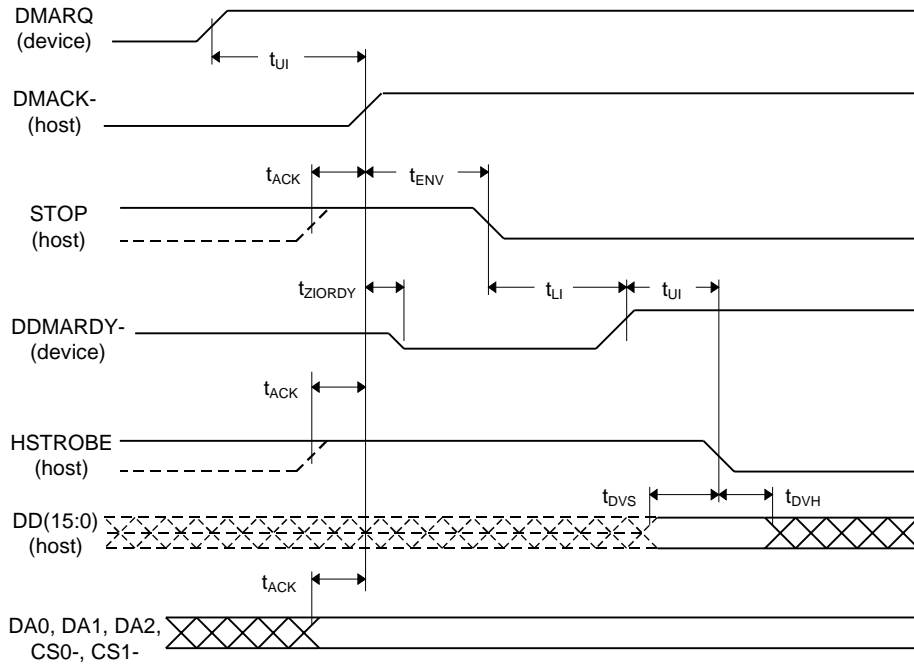 DMARQ
(device)
tUI
DMACK-
(host)
tACK
tENV
STOP
(host)
tZIORDY
tLI
tUI
DDMARDY-
(device)
tACK
HSTROBE
(host)
tDVS
tDVH
DD(15:0)
(host)
tACK
DA0, DA1, DA2,
CS0-, CS1-